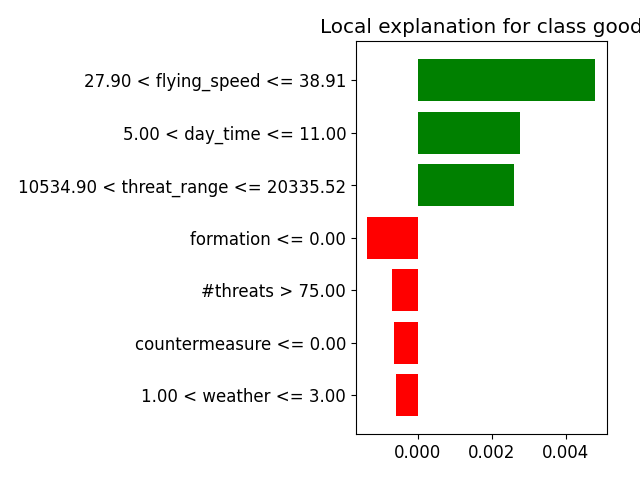 Local explanation for class good
27.90 < flying_speed <= 38.91
5.00 < day_time <= 11.00
10534.90 < threat_range <= 20335.52
formation <= 0.00
#threats > 75.00
countermeasure <= 0.00
1.00 < weather <= 3.00
0.000 0.002 0.004